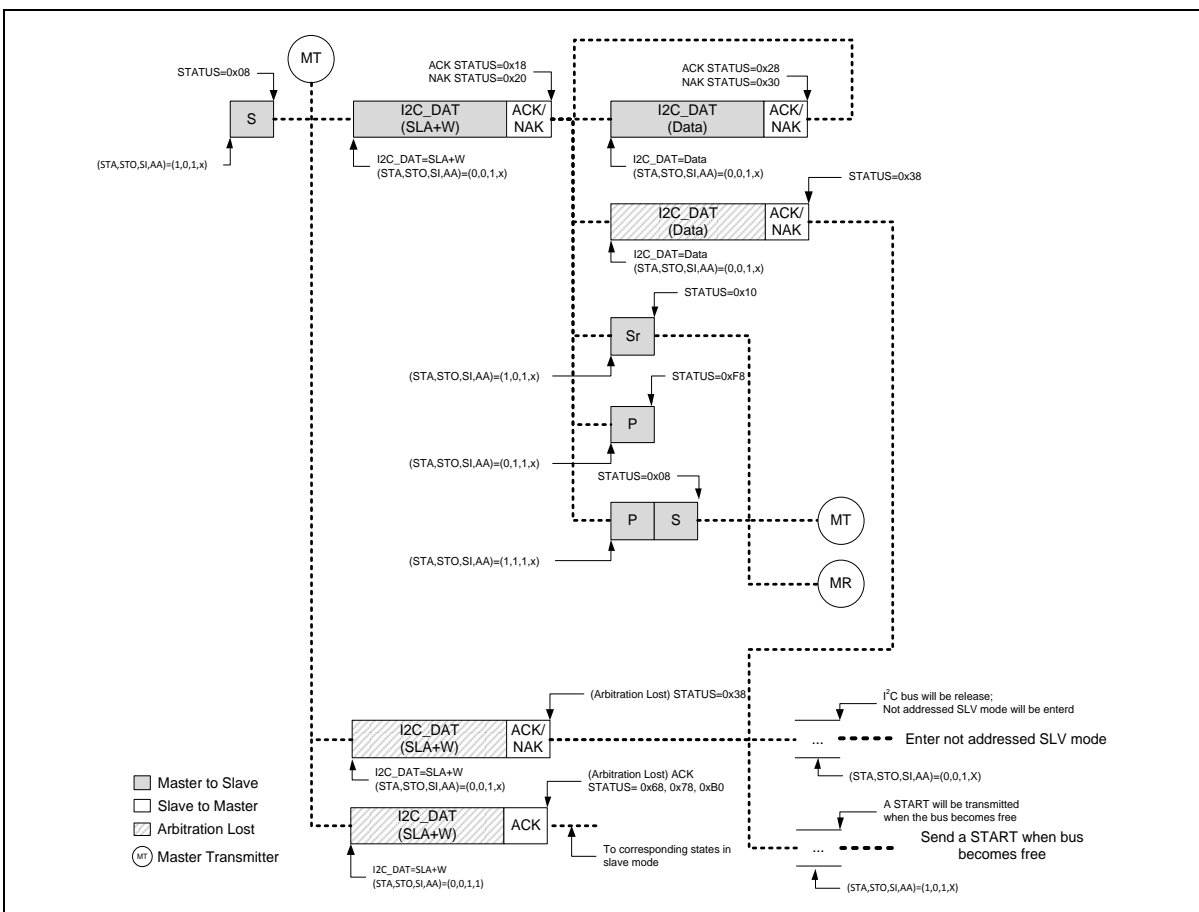 MT
STATUS=0x08
ACK STATUS=0x18
NAK STATUS=0x20
ACK STATUS=0x28
NAK STATUS=0x30
S
I2C_DAT
(SLA+W)
ACK/
NAK
I2C_DAT
(Data)
ACK/
NAK
(STA,STO,SI,AA)=(1,0,1,x)
I2C_DAT=SLA+W
(STA,STO,SI,AA)=(0,0,1,x)
I2C_DAT=Data
(STA,STO,SI,AA)=(0,0,1,x)
STATUS=0x38
I2C_DAT
(Data)
ACK/
NAK
I2C_DAT=Data
(STA,STO,SI,AA)=(0,0,1,x)
STATUS=0x10
Sr
(STA,STO,SI,AA)=(1,0,1,x)
STATUS=0xF8
P
(STA,STO,SI,AA)=(0,1,1,x)
STATUS=0x08
P
S
MT
(STA,STO,SI,AA)=(1,1,1,x)
MR
(Arbitration Lost) STATUS=0x38
I2C_DAT
(SLA+W)
ACK/
NAK
I2C_DAT=SLA+W
(STA,STO,SI,AA)=(0,0,1,x)
I²C bus will be release;
Not addressed SLV mode will be enterd
...
Enter not addressed SLV mode
(STA,STO,SI,AA)=(0,0,1,X)
(Arbitration Lost) ACK
STATUS= 0x68, 0x78, 0xB0
I2C_DAT
(SLA+W)
ACK
To corresponding states in
slave mode
I2C_DAT=SLA+W
(STA,STO,SI,AA)=(0,0,1,1)
A START will be transmitted
when the bus becomes free
...
Send a START when bus
becomes free
(STA,STO,SI,AA)=(1,0,1,X)
Master to Slave
Slave to Master
Arbitration Lost
MT Master Transmitter